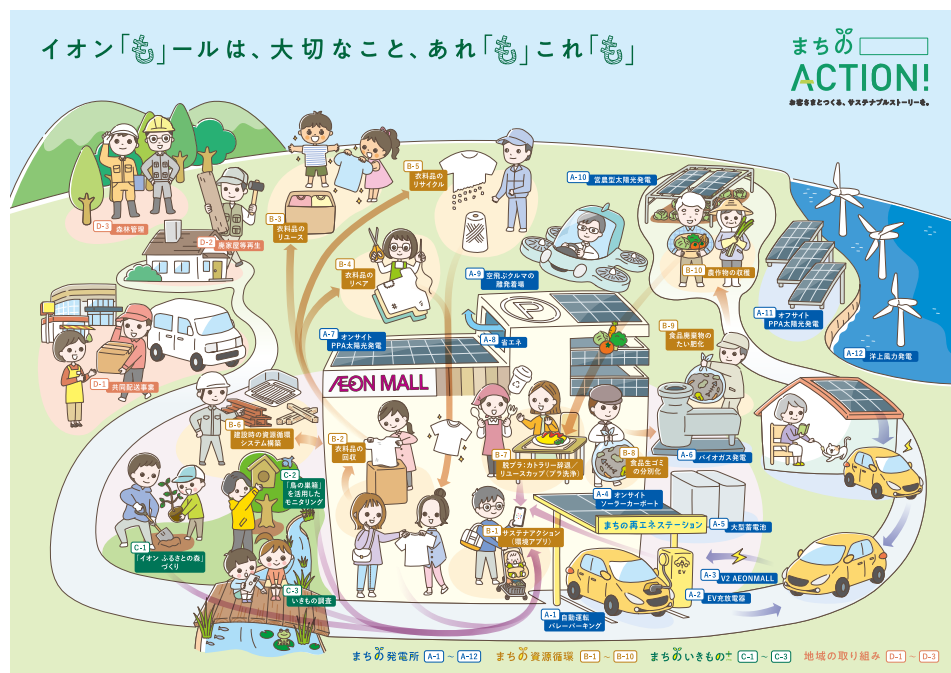 イオン「も」ールは、大切なこと、あれ「も」これ「も」
まちの
ACTION!
お客さまとつくる、サステナブルストーリーを。
D-3 森林管理
D-2 廃家屋等再生
B-3 衣料品の
リユース
B-5 衣料品の
リサイクル
A-10 営農型太陽光発電
B-4 衣料品の
リペア
A-9 空飛ぶクルマの
離発着場
B-10 農作物の収穫
A-11 オフサイト
PPA太陽光発電
A-12 洋上風力発電
A-7 オンサイト
PPA太陽光発電
A-8 省エネ
P
B-9 食品廃棄物の
たい肥化
D-1 共同配送事業
ÆON MALL
B-6 建設時の資源循環
システム構築
B-2 衣料品の
回収
B-7 脱プラ:カトラリー辞退/
リユースカップ(プラ洗浄)
B-8 食品生ゴミ
の分別化
A-6 バイオガス発電
C-2 「鳥の巣箱」
を活用した
モニタリング
A-4 オンサイト
ソーラーカーポート
まちの再エネステーション
A-5 大型蓄電池
B-1 サステナアクション
(環境アプリ)
C-1 「イオン ふるさとの森」
づくり
EV
A-3 V2 AEONMALL
A-2 EV充放電器
C-3 いきもの調査
A-1 自動運転
バレーパーキング
まちの発電所 A-1 ~ A-12 まちの資源循環 B-1 ~ B-10 まちのいきもの C-1 ~ C-3 地域の取り組み D-1 ~ D-3